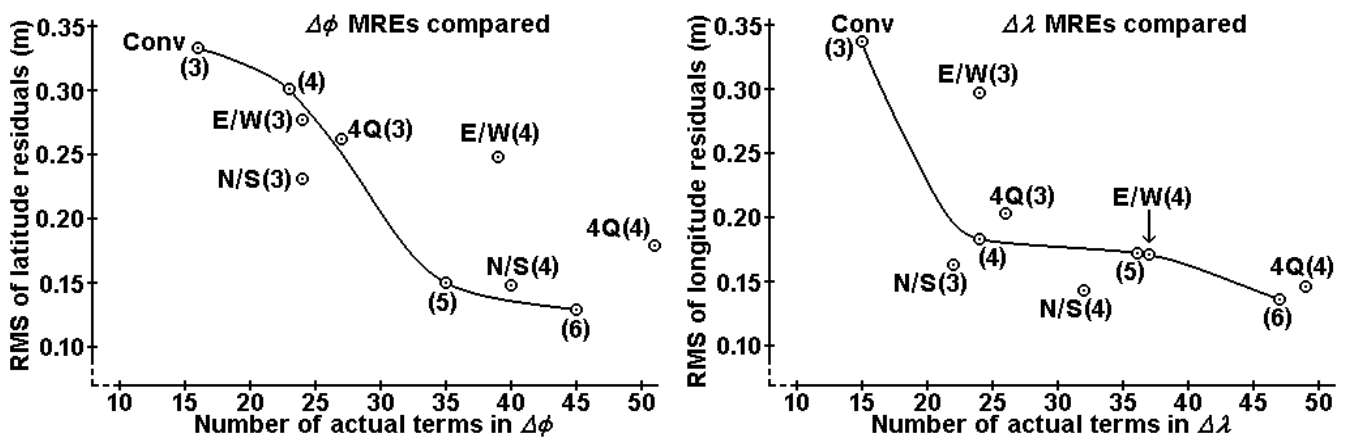 Δϕ MREs compared
RMS of latitude residuals (m)
0.35
0.30
0.25
0.20
0.15
0.10
Conv
(3)
(4)
E/W(3)
4Q(3)
E/W(4)
N/S(3)
4Q(4)
N/S(4)
(5)
(6)
10 15 20 25 30 35 40 45 50
Number of actual terms in Δϕ
Δλ MREs compared
RMS of longitude residuals (m)
0.35
0.30
0.25
0.20
0.15
0.10
Conv
(3)
E/W(3)
4Q(3)
E/W(4)
(4)
(5)
N/S(3)
N/S(4)
4Q(4)
(6)
10 15 20 25 30 35 40 45 50
Number of actual terms in Δλ